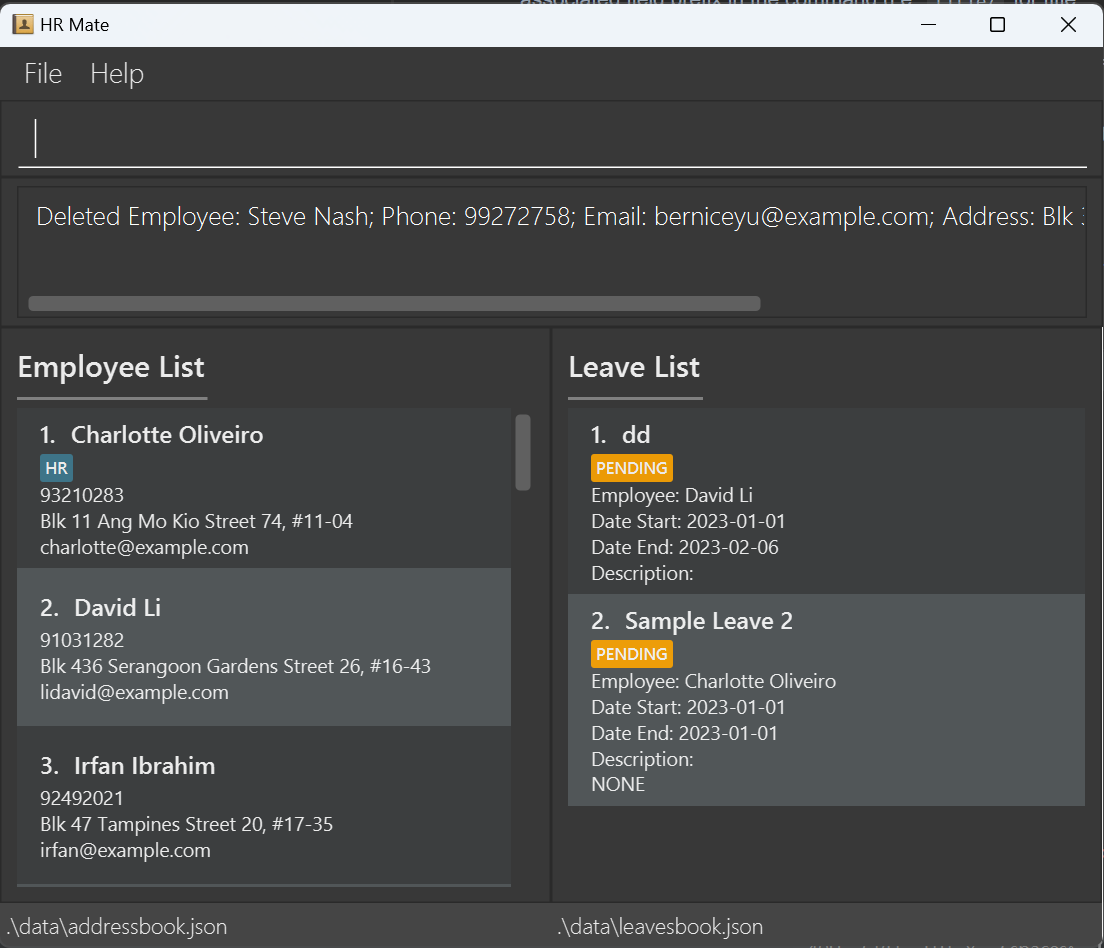 HR Mate
File Help
Deleted Employee: Steve Nash; Phone: 99272758; Email: berniceyu@example.com; Address: Blk
Employee List
1. Charlotte Oliveiro
HR
93210283
Blk 11 Ang Mo Kio Street 74, #11-04
charlotte@example.com
2. David Li
91031282
Blk 436 Serangoon Gardens Street 26, #16-43
lidavid@example.com
3. Irfan Ibrahim
92492021
Blk 47 Tampines Street 20, #17-35
irfan@example.com
Leave List
1. dd
PENDING
Employee: David Li
Date Start: 2023-01-01
Date End: 2023-02-06
Description:
2. Sample Leave 2
PENDING
Employee: Charlotte Oliveiro
Date Start: 2023-01-01
Date End: 2023-01-01
Description:
NONE
.\data\addressbook.json
.\data\leavesbook.json